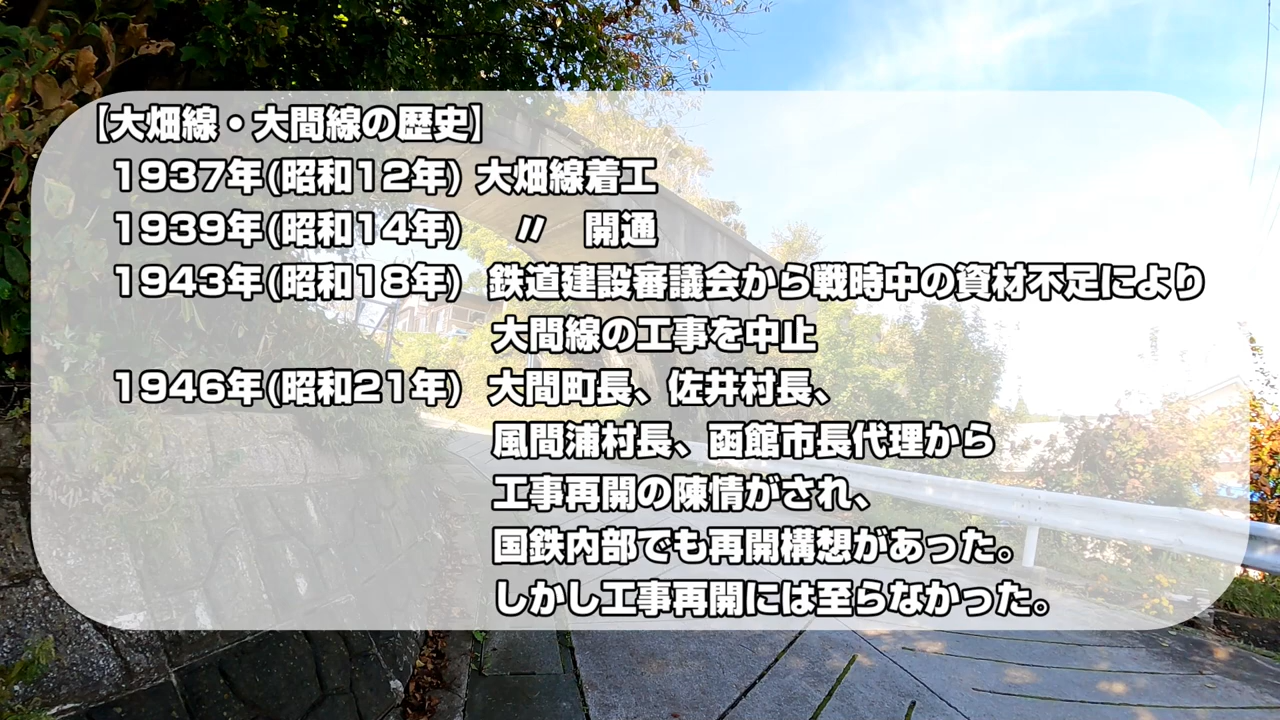 【大畑線・大間線の歴史】
1937年(昭和12年) 大畑線着工
1939年(昭和14年) 〃 開通
1943年(昭和18年) 鉄道建設審議会から戦時中の資材不足により
大間線の工事を中止
1946年(昭和21年) 大間町長、佐井村長、
風間浦村長、函館市長代理から
工事再開の陳情がされ、
国鉄内部でも再開構想があった。
しかし工事再開には至らなかった。